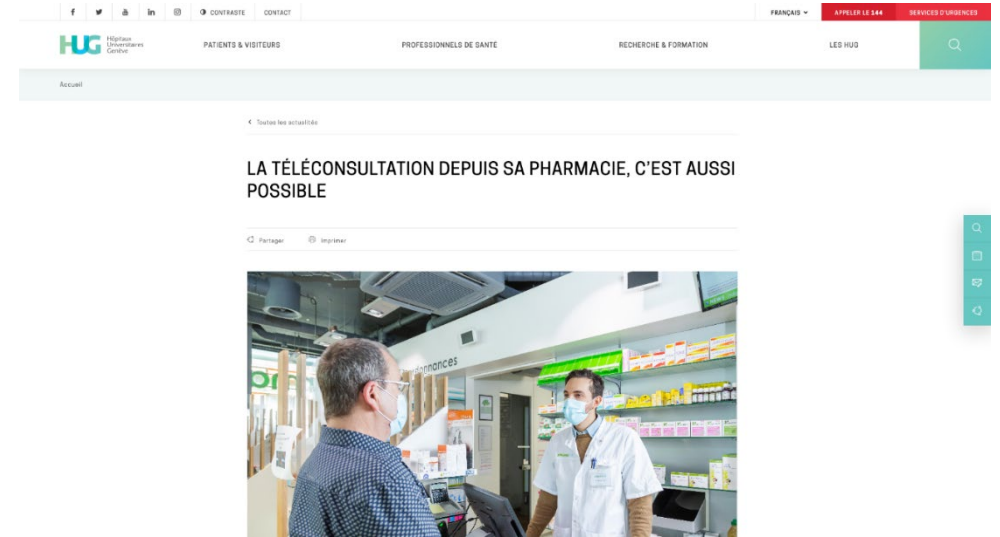 CONTRASTE
CONTACT
FRANÇAIS
APPELER LE 144
SERVICES D'URGENCES
HUG
Hôpitaux
Universitaires
Genève
PATIENTS & VISITEURS
PROFESSIONNELS DE SANTÉ
RECHERCHE & FORMATION
LES HUG
Accueil
Toutes les actualités
LA TÉLÉCONSULTATION DEPUIS SA PHARMACIE, C'EST AUSSI
POSSIBLE
Partager
Imprimer